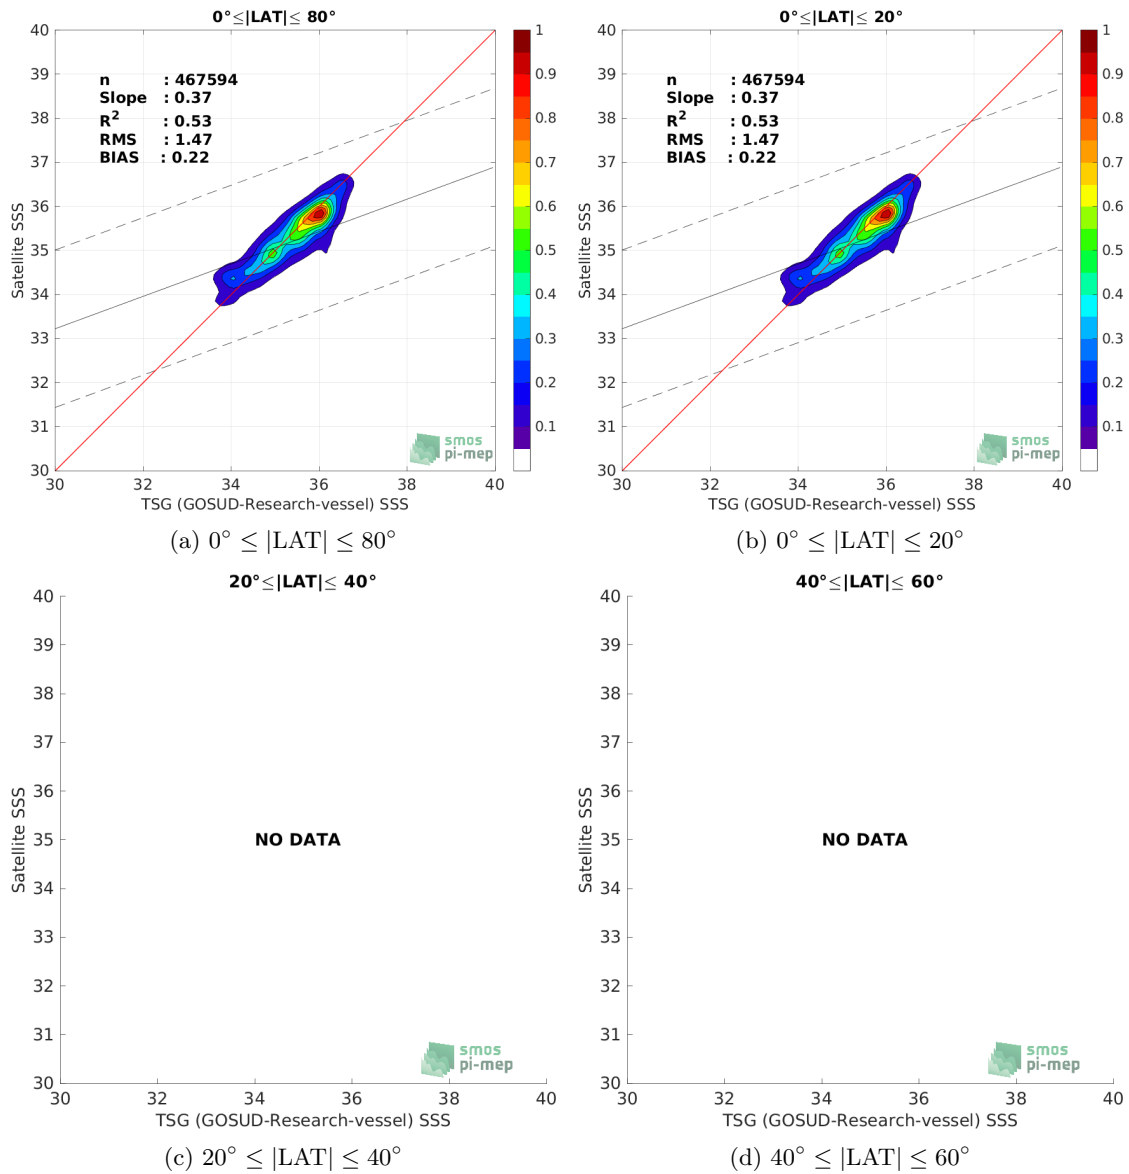 0°≤|LAT|≤ 80°
40
39
38
37
36
35
34
33
32
31
30
Satellite SSS
n : 467594
Slope : 0.37
R² : 0.53
RMS : 1.47
BIAS : 0.22
smos
pi-mep
30 32 34 36 38 40
TSG (GOSUD-Research-vessel) SSS
1
0.9
0.8
0.7
0.6
0.5
0.4
0.3
0.2
0.1
(a) 0° ≤ |LAT| ≤ 80°
0°≤|LAT|≤ 20°
40
39
38
37
36
35
34
33
32
31
30
Satellite SSS
n : 467594
Slope : 0.37
R² : 0.53
RMS : 1.47
BIAS : 0.22
smos
pi-mep
30 32 34 36 38 40
TSG (GOSUD-Research-vessel) SSS
1
0.9
0.8
0.7
0.6
0.5
0.4
0.3
0.2
0.1
(b) 0° ≤ |LAT| ≤ 20°
20°≤|LAT|≤ 40°
40
39
38
37
36
35
34
33
32
31
30
Satellite SSS
NO DATA
smos
pi-mep
30 32 34 36 38 40
TSG (GOSUD-Research-vessel) SSS
(c) 20° ≤ |LAT| ≤ 40°
40°≤|LAT|≤ 60°
40
39
38
37
36
35
34
33
32
31
30
Satellite SSS
NO DATA
smos
pi-mep
30 32 34 36 38 40
TSG (GOSUD-Research-vessel) SSS
(d) 40° ≤ |LAT| ≤ 60°